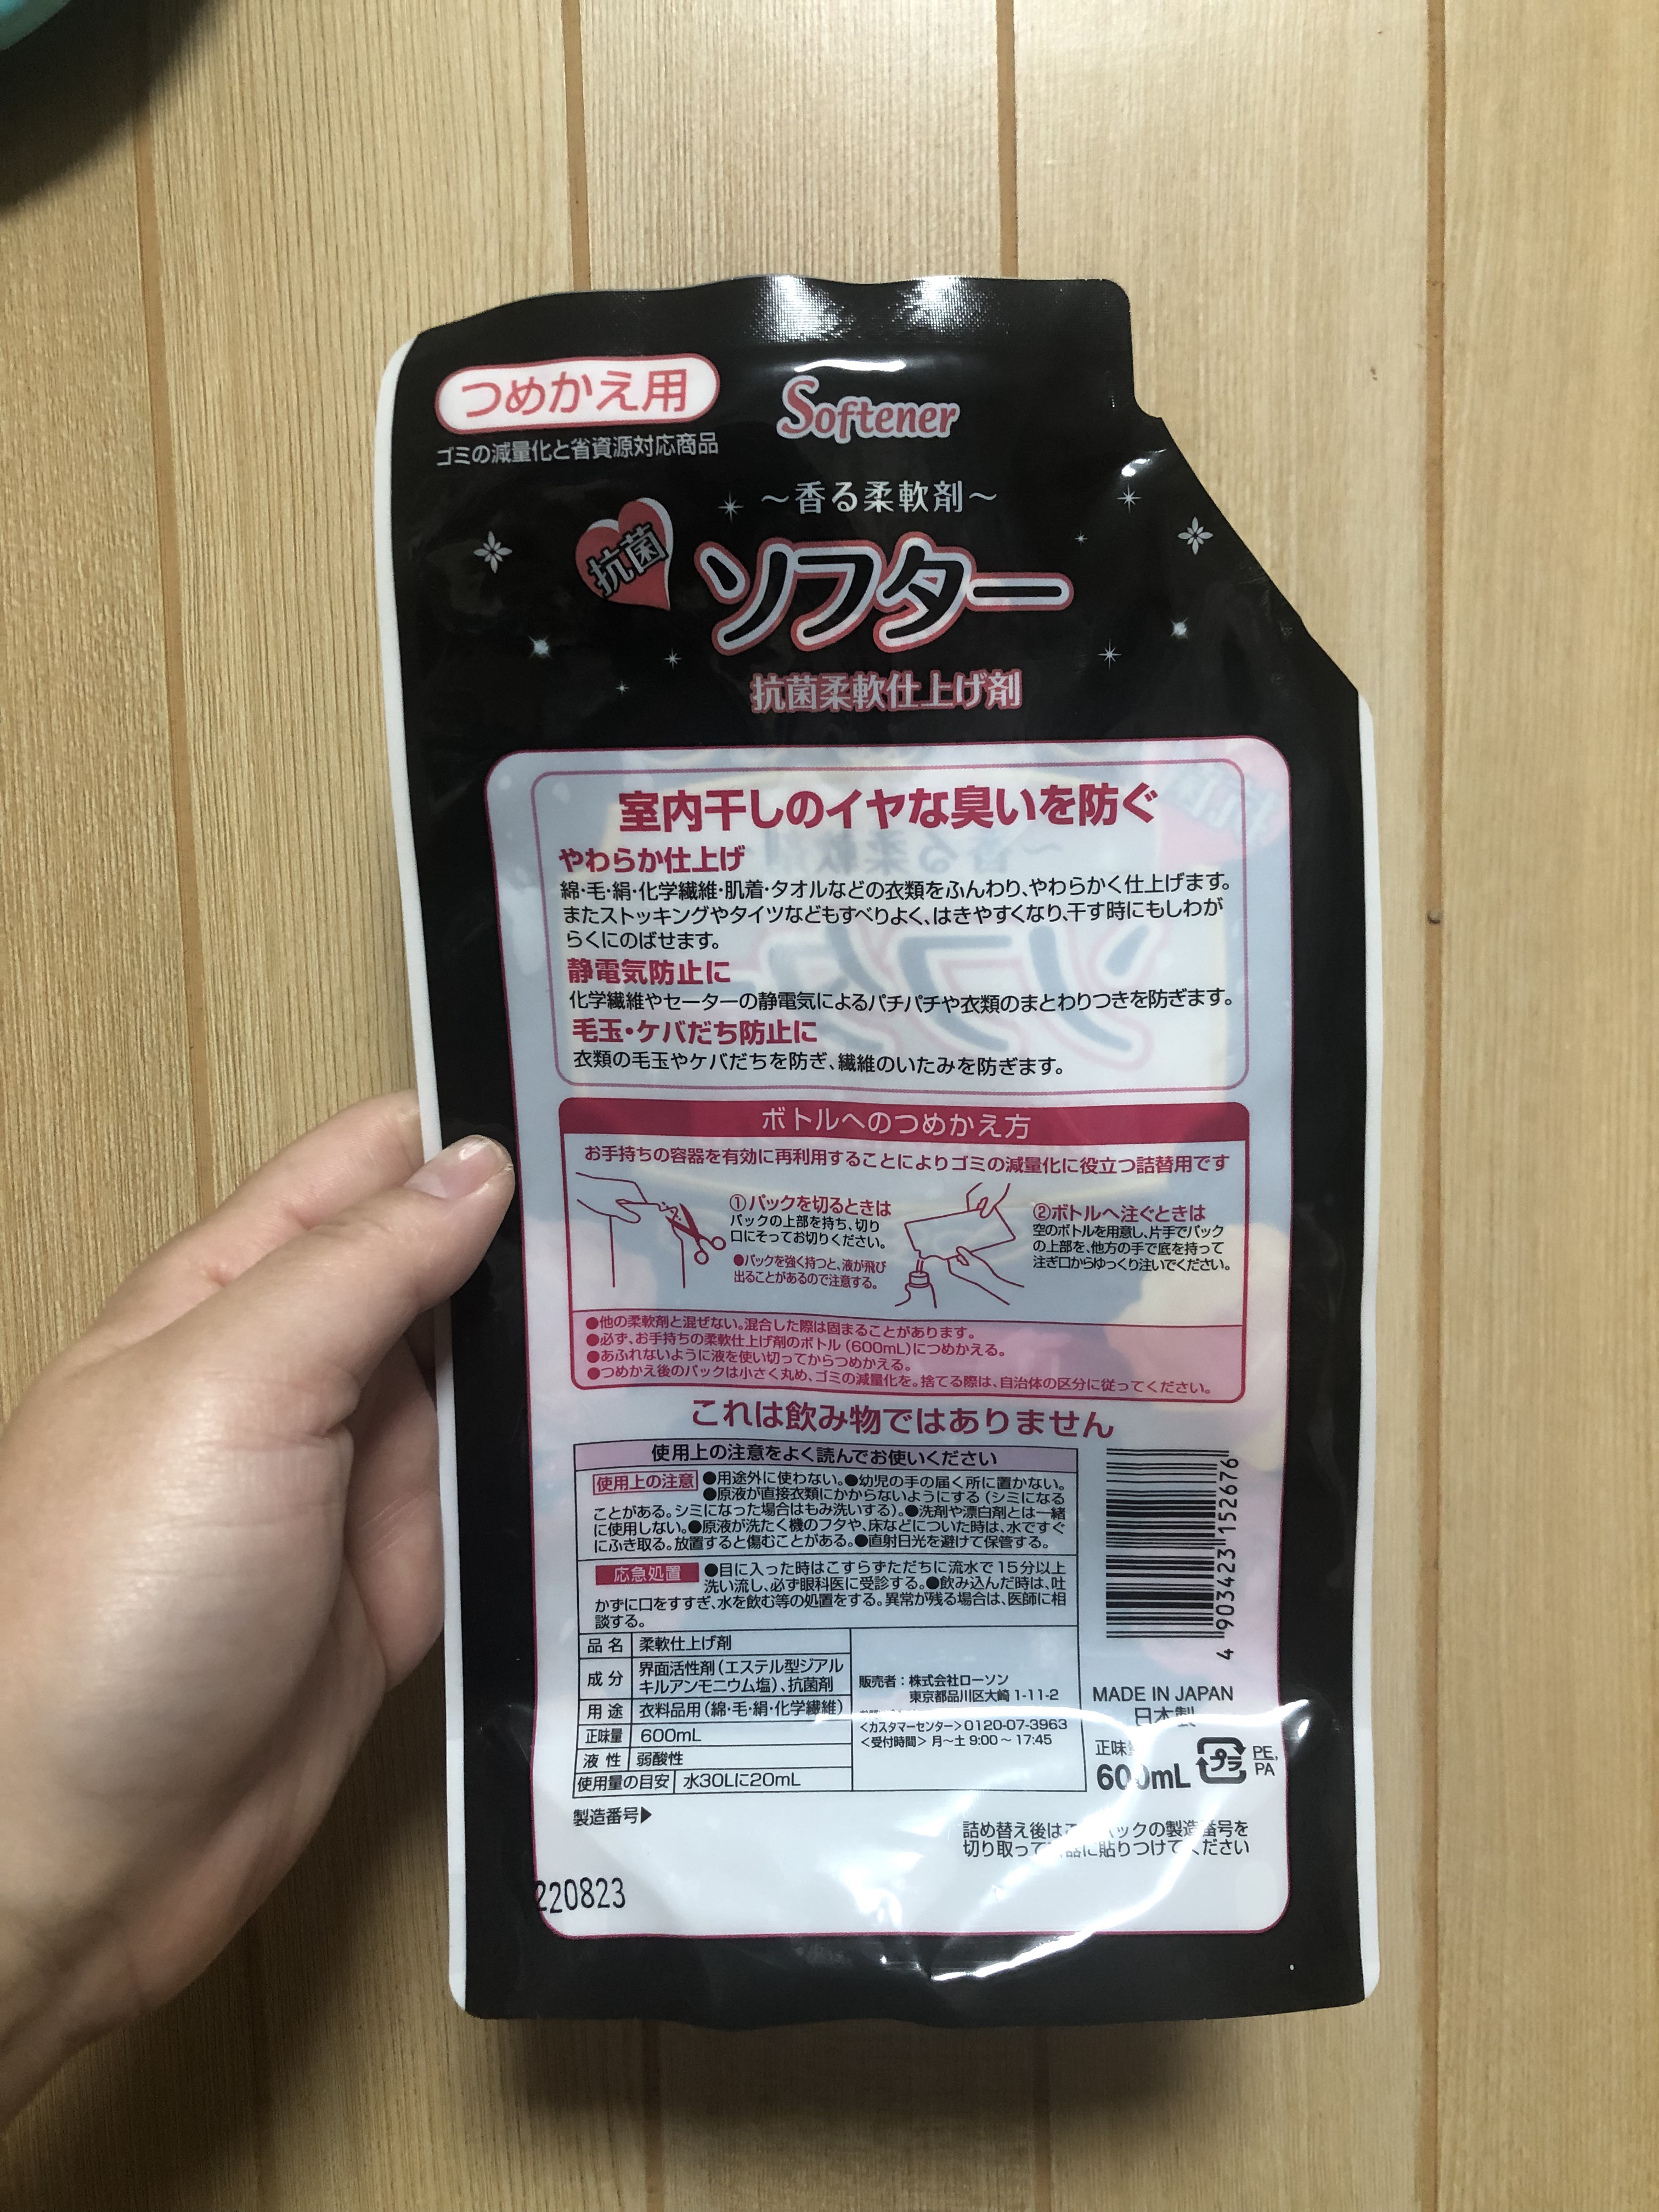 つめかえ用
ゴミの減量化と省資源対応商品
Softener
～香る柔軟剤～
抗菌
ソフター
抗菌柔軟仕上げ剤
室内干しのイヤな臭いを防ぐ
やわらか仕上げ
綿・毛・絹・化学繊維・肌着・タオルなどの衣類をふんわり、やわらかく仕上げます。
またストッキングやタイツなどもすべりよく、はきやすくなり、干す時にもしわが
らくにのばせます。
静電気防止に
化学繊維やセーターの静電気によるパチパチや衣類のまとわりつきを防ぎます。
毛玉・ケバだち防止に
衣類の毛玉やケバだちを防ぎ、繊維のいたみを防ぎます。
ボトルへのつめかえ方
お手持ちの容器を有効に再利用することによりゴミの減量化に役立つ詰替用です
①パックを切るときは
パックの上部を持ち、切り
口にそってお切りください。
●パックを強く持つと、液が飛び
出ることがあるので注意する。
②ボトルへ注ぐときは
空のボトルを用意し、片手でパック
の上部を、他方の手で底を持って
注ぎ口からゆっくり注いでください。
●他の柔軟剤と混ぜない。混合した際は固まることがあります。
●必ず、お手持ちの柔軟仕上げ剤のボトル(600mL)につめかえる。
●あふれないように液を使い切ってからつめかえる。
●つめかえ後のパックは小さく丸め、ゴミの減量化を。捨てる際は、自治体の区分に従ってください。
これは飲み物ではありません
使用上の注意をよく読んでお使いください
使用上の注意 ●用途外に使わない。●幼児の手の届く所に置かない。
●原液が直接衣類にかからないようにする(シミになる
ことがある。シミになった場合はもみ洗いする)。●洗剤や漂白剤とは一緒
に使用しない。●原液が洗たく機のフタや、床などについた時は、水ですぐ
にふき取る。放置すると傷むことがある。●直射日光を避けて保管する。
応急処置 ●目に入った時はこすらずただちに流水で15分以上
洗い流し、必ず眼科医に受診する。●飲み込んだ時は、吐
かずに口をすすぎ、水を飲む等の処置をする。異常が残る場合は、医師に相
談する。
品名 柔軟仕上げ剤
成分 界面活性剤(エステル型ジアル
キルアンモニウム塩)、抗菌剤
用途 衣料品用(綿・毛・絹・化学繊維)
正味量 600mL
液性 弱酸性
使用量の目安 水30Lに20mL
販売者：株式会社ローソン
東京都品川区大崎1-11-2
<カスタマーセンター>0120-07-3963
<受付時間>月～土 9:00～17:45
4 903423 152676
MADE IN JAPAN
日本製
正味
600mL
プラ
PE,
PA
製造番号▶
詰め替え後は パックの製造番号を
切り取って 器に貼りつけてください
220823